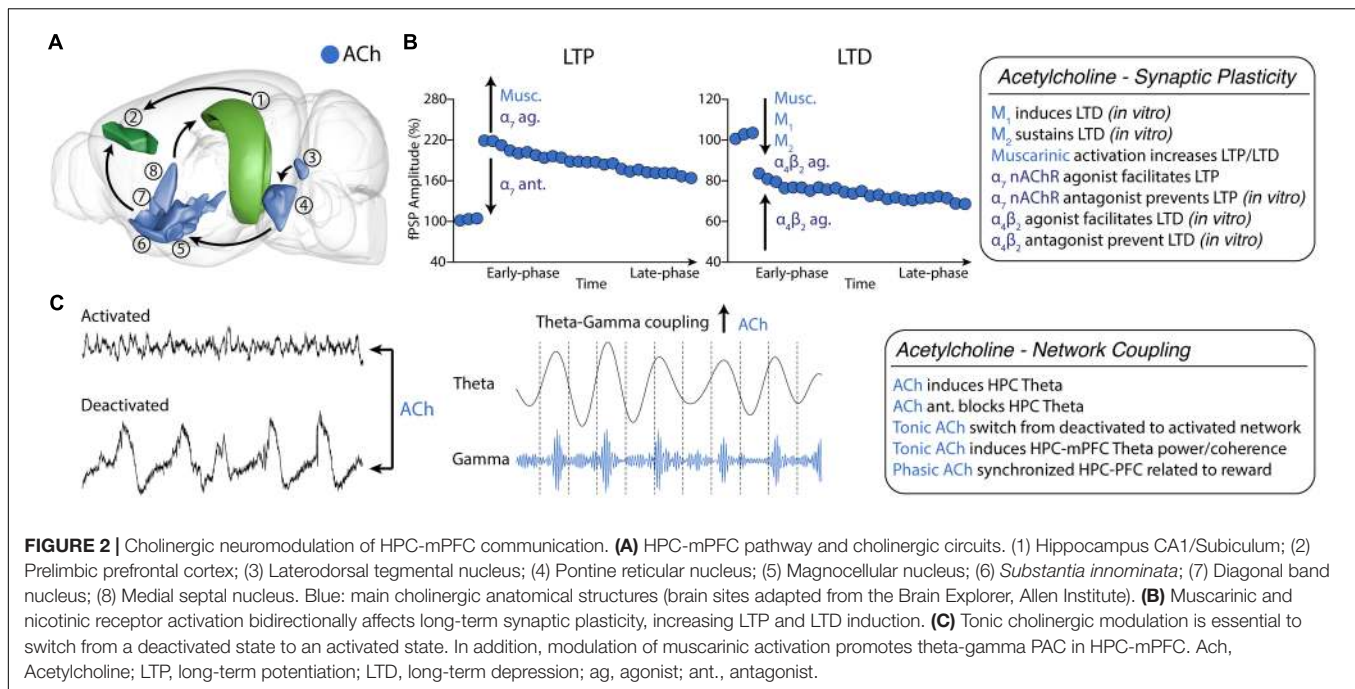 A
ACh
1
2
3
4
5
6
7
8
B
LTP
fPSP Amplitude (%)
280
220
160
100
40
Musc.
α7 ag.
α7 ant.
Early-phase
Late-phase
Time
LTD
120
100
80
60
40
Musc.
M1
M2
α4β2 ag.
α4β2 ag.
Early-phase
Late-phase
Time
Acetylcholine - Synaptic Plasticity
M1 induces LTD (in vitro)
M2 sustains LTD (in vitro)
Muscarinic activation increases LTP/LTD
α7 nAChR agonist facilitates LTP
α7 nAChR antagonist prevents LTP (in vitro)
α4β2 agonist facilitates LTD (in vitro)
α4β2 antagonist prevent LTD (in vitro)
C
Activated
Deactivated
ACh
Theta-Gamma coupling
ACh
Theta
Gamma
Acetylcholine - Network Coupling
ACh induces HPC Theta
ACh ant. blocks HPC Theta
Tonic ACh switch from deactivated to activated network
Tonic ACh induces HPC-mPFC Theta power/coherence
Phasic ACh synchronized HPC-PFC related to reward
FIGURE 2 | Cholinergic neuromodulation of HPC-mPFC communication. (A) HPC-mPFC pathway and cholinergic circuits. (1) Hippocampus CA1/Subiculum; (2)
Prelimbic prefrontal cortex; (3) Laterodorsal tegmental nucleus; (4) Pontine reticular nucleus; (5) Magnocellular nucleus; (6) Substantia innominata; (7) Diagonal band
nucleus; (8) Medial septal nucleus. Blue: main cholinergic anatomical structures (brain sites adapted from the Brain Explorer, Allen Institute). (B) Muscarinic and
nicotinic receptor activation bidirectionally affects long-term synaptic plasticity, increasing LTP and LTD induction. (C) Tonic cholinergic modulation is essential to
switch from a deactivated state to an activated state. In addition, modulation of muscarinic activation promotes theta-gamma PAC in HPC-mPFC. Ach,
Acetylcholine; LTP, long-term potentiation; LTD, long-term depression; ag, agonist; ant., antagonist.